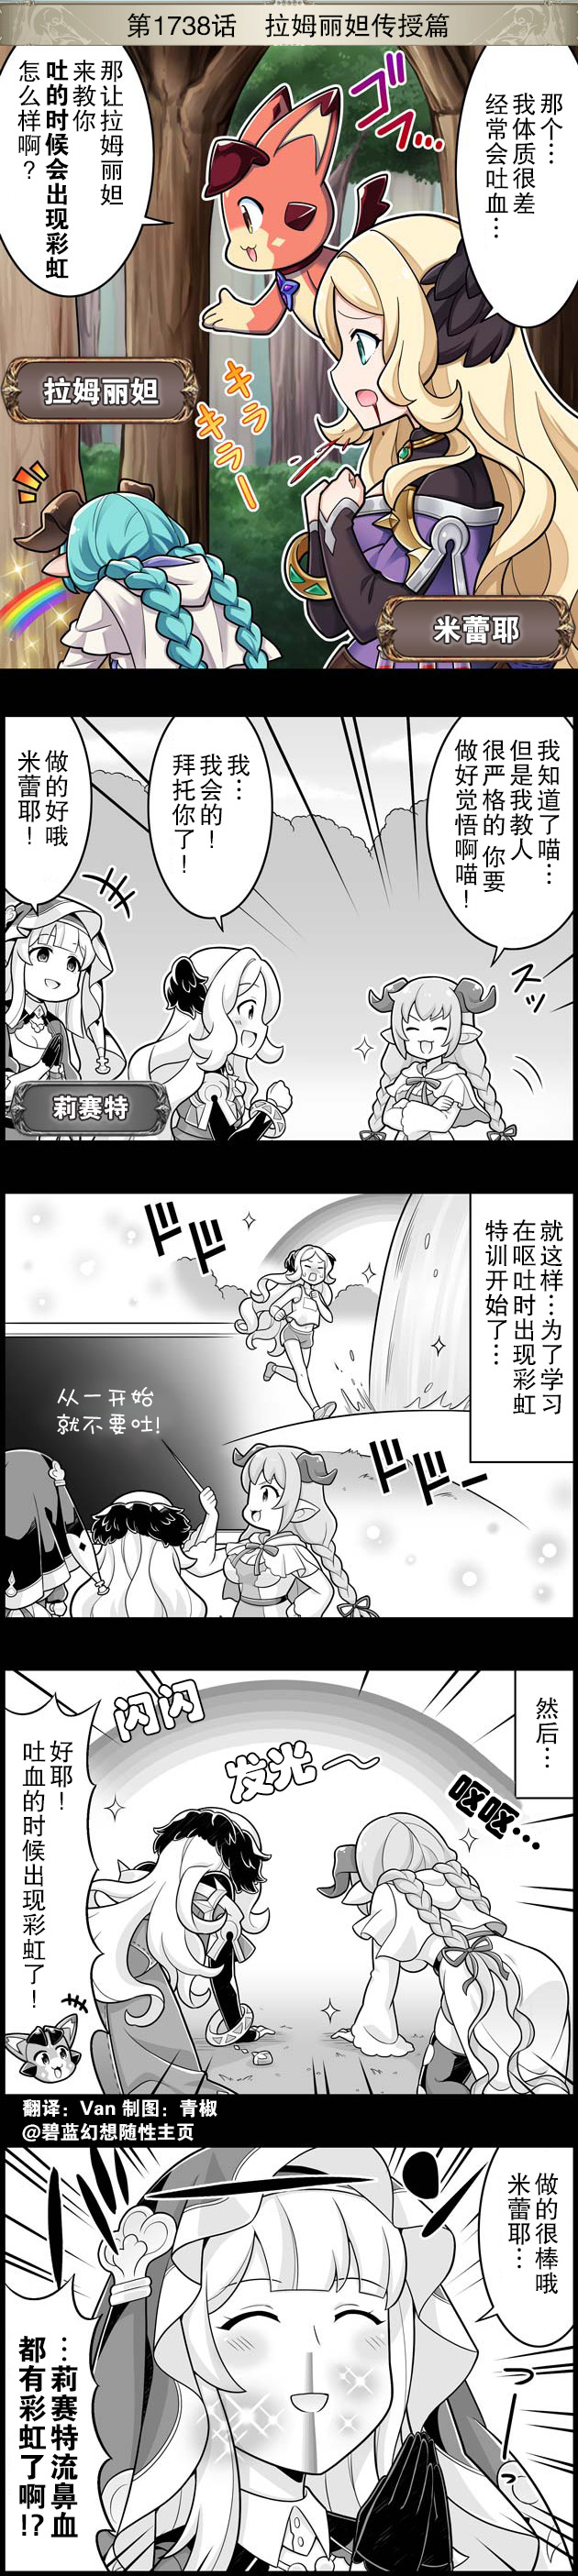 第1738话　拉姆丽妲传授篇
那个…
我体质很差
经常会吐血…
ゴフ…
那让拉姆丽妲
来教你
吐的时候会出现彩虹
怎么样啊？
拉姆丽妲
キラ
キラー
米蕾耶
我知道了喵…
但是我教人
很严格的 你要
做好觉悟啊喵！
我…
我会的！
拜托你了！
做的好哦
米蕾耶！
スッ
莉赛特
就这样…为了学习
在呕吐时出现彩虹
特训开始了…
ドド
从一开始
就不要吐!
ドドー
然后…
闪闪
发光～
呕呕…
好耶！
吐血的时候出现彩虹了！
翻译：Van 制图：青椒
@碧蓝幻想随性主页
做的很棒哦
米蕾耶…
…莉赛特流鼻血
都有彩虹了啊!?